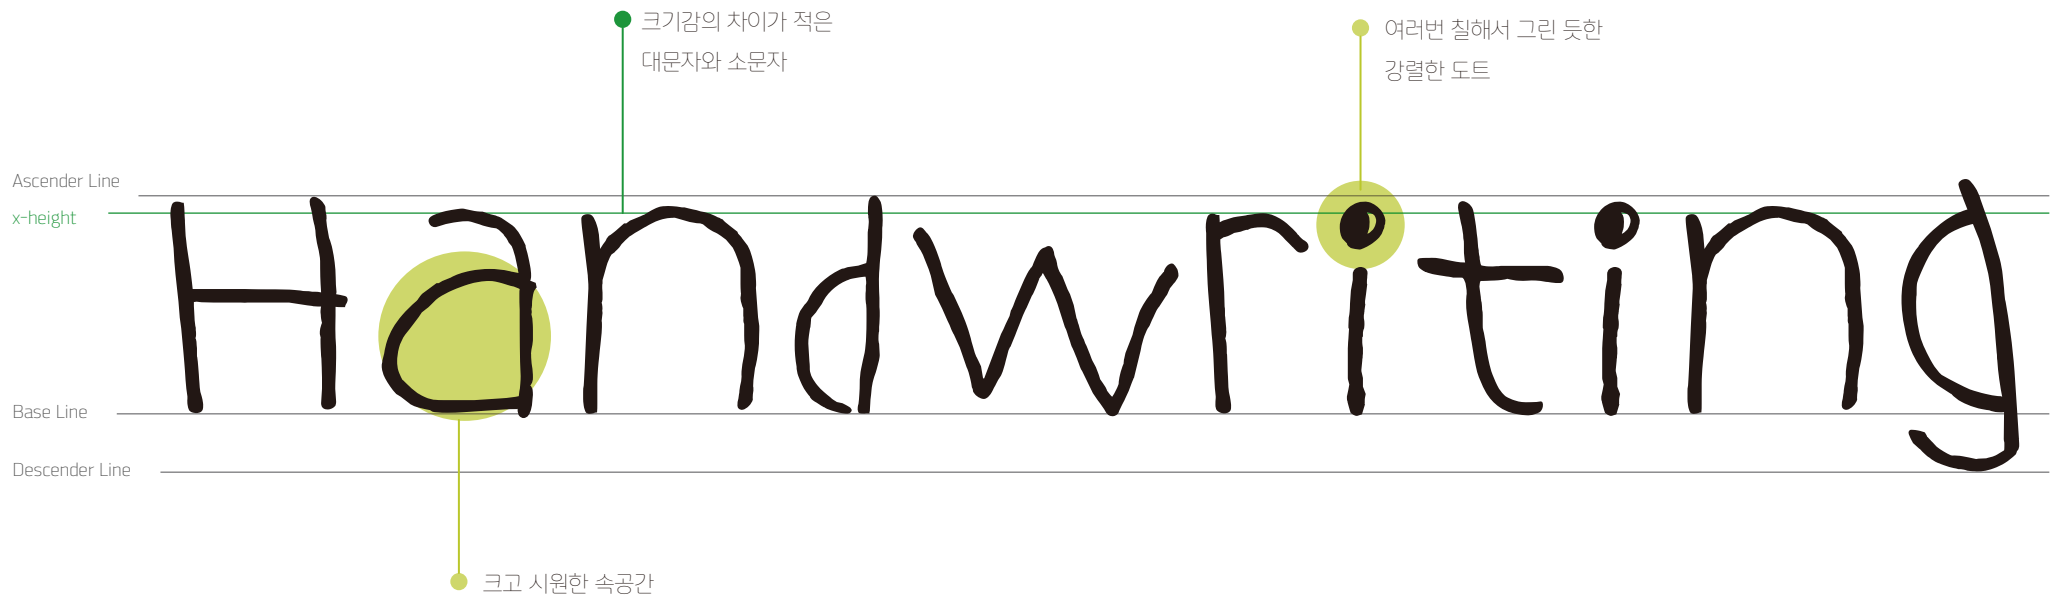 크기감의 차이가 적은
대문자와 소문자
여러번 칠해서 그린 듯한
강렬한 도트
Ascender Line
x-height
Handwriting
Base Line
Descender Line
크고 시원한 속공간